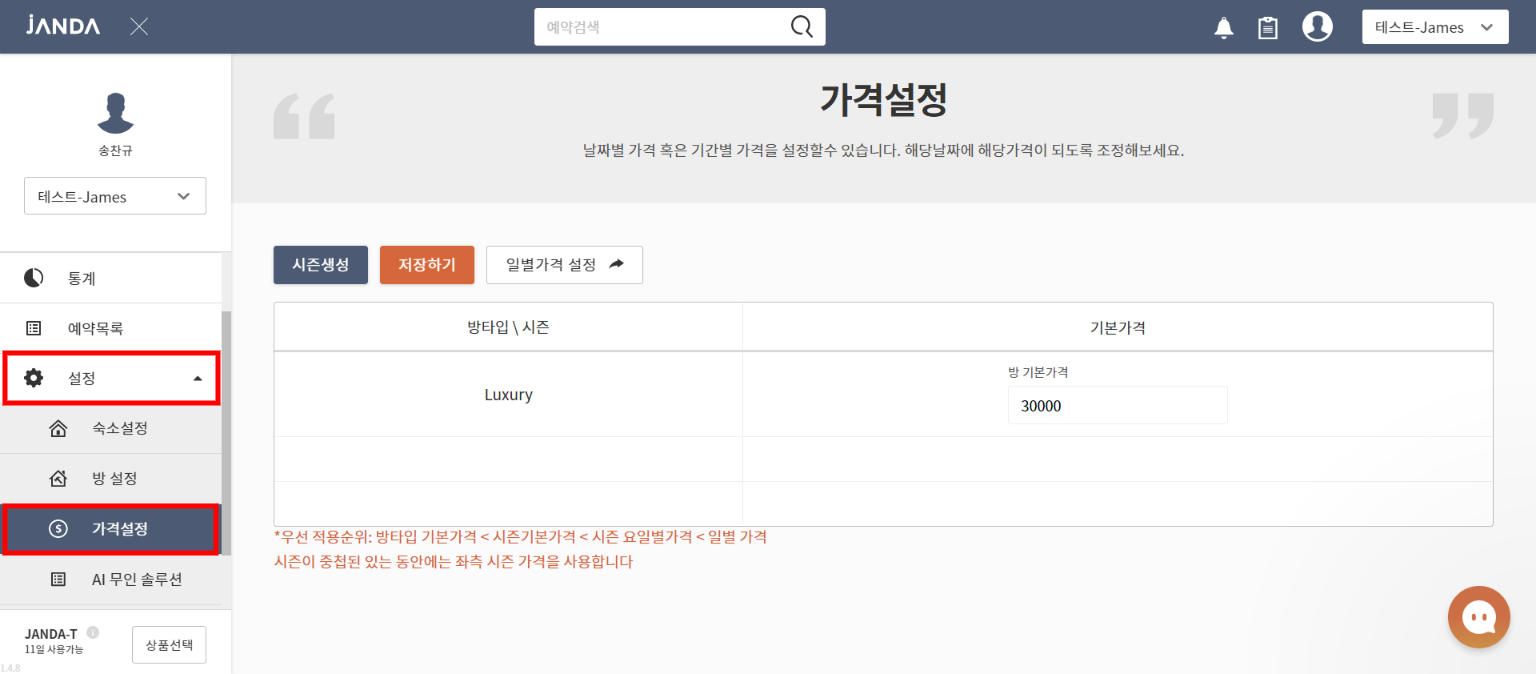 JANDA
예약검색
테스트-James
송찬규
테스트-James
통계
예약목록
설정
숙소설정
방 설정
가격설정
AI 무인 솔루션
JANDA-T
11일 사용가능
상품선택
1.4.8
가격설정
날짜별 가격 혹은 기간별 가격을 설정할수 있습니다. 해당날짜에 해당가격이 되도록 조정해보세요.
시즌생성 저장하기 일별가격 설정
방타입 \ 시즌 기본가격
방 기본가격
Luxury 30000
*우선 적용순위: 방타입 기본가격 < 시즌기본가격 < 시즌 요일별가격 < 일별 가격
시즌이 중첩된 있는 동안에는 좌측 시즌 가격을 사용합니다